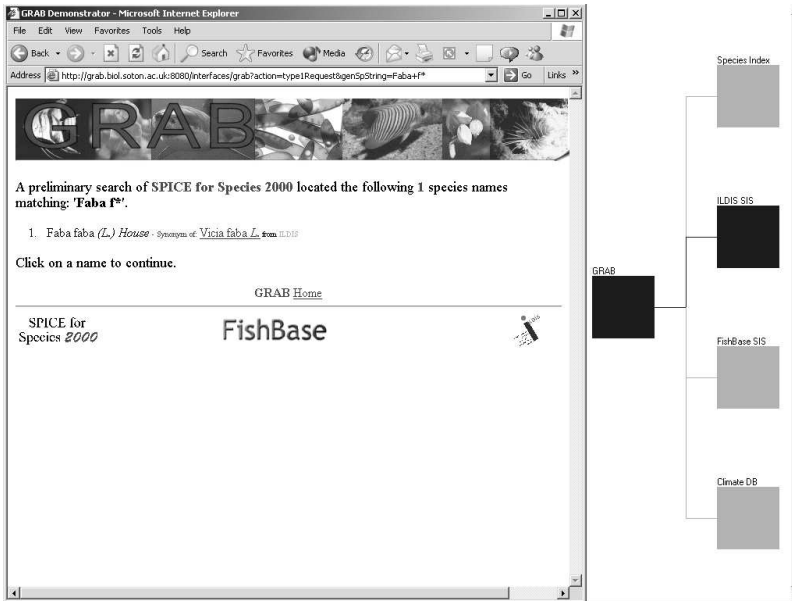 GRAB Demonstrator - Microsoft Internet Explorer
File Edit View Favorites Tools Help
Back Search Favorites Media
Address http://grab.biol.soton.ac.uk:8080/interfaces/grab?action=type1Request&genSpString=Faba+f* Go Links »
GRAB
A preliminary search of SPICE for Species 2000 located the following 1 species names
matching: 'Faba f*'.
1. Faba faba (L.) House - Synonym of: Vicia faba L. from ILDIS
Click on a name to continue.
GRAB Home
SPICE for
Species 2000
FishBase
Species Index
ILDIS SIS
GRAB
FishBase SIS
Climate DB